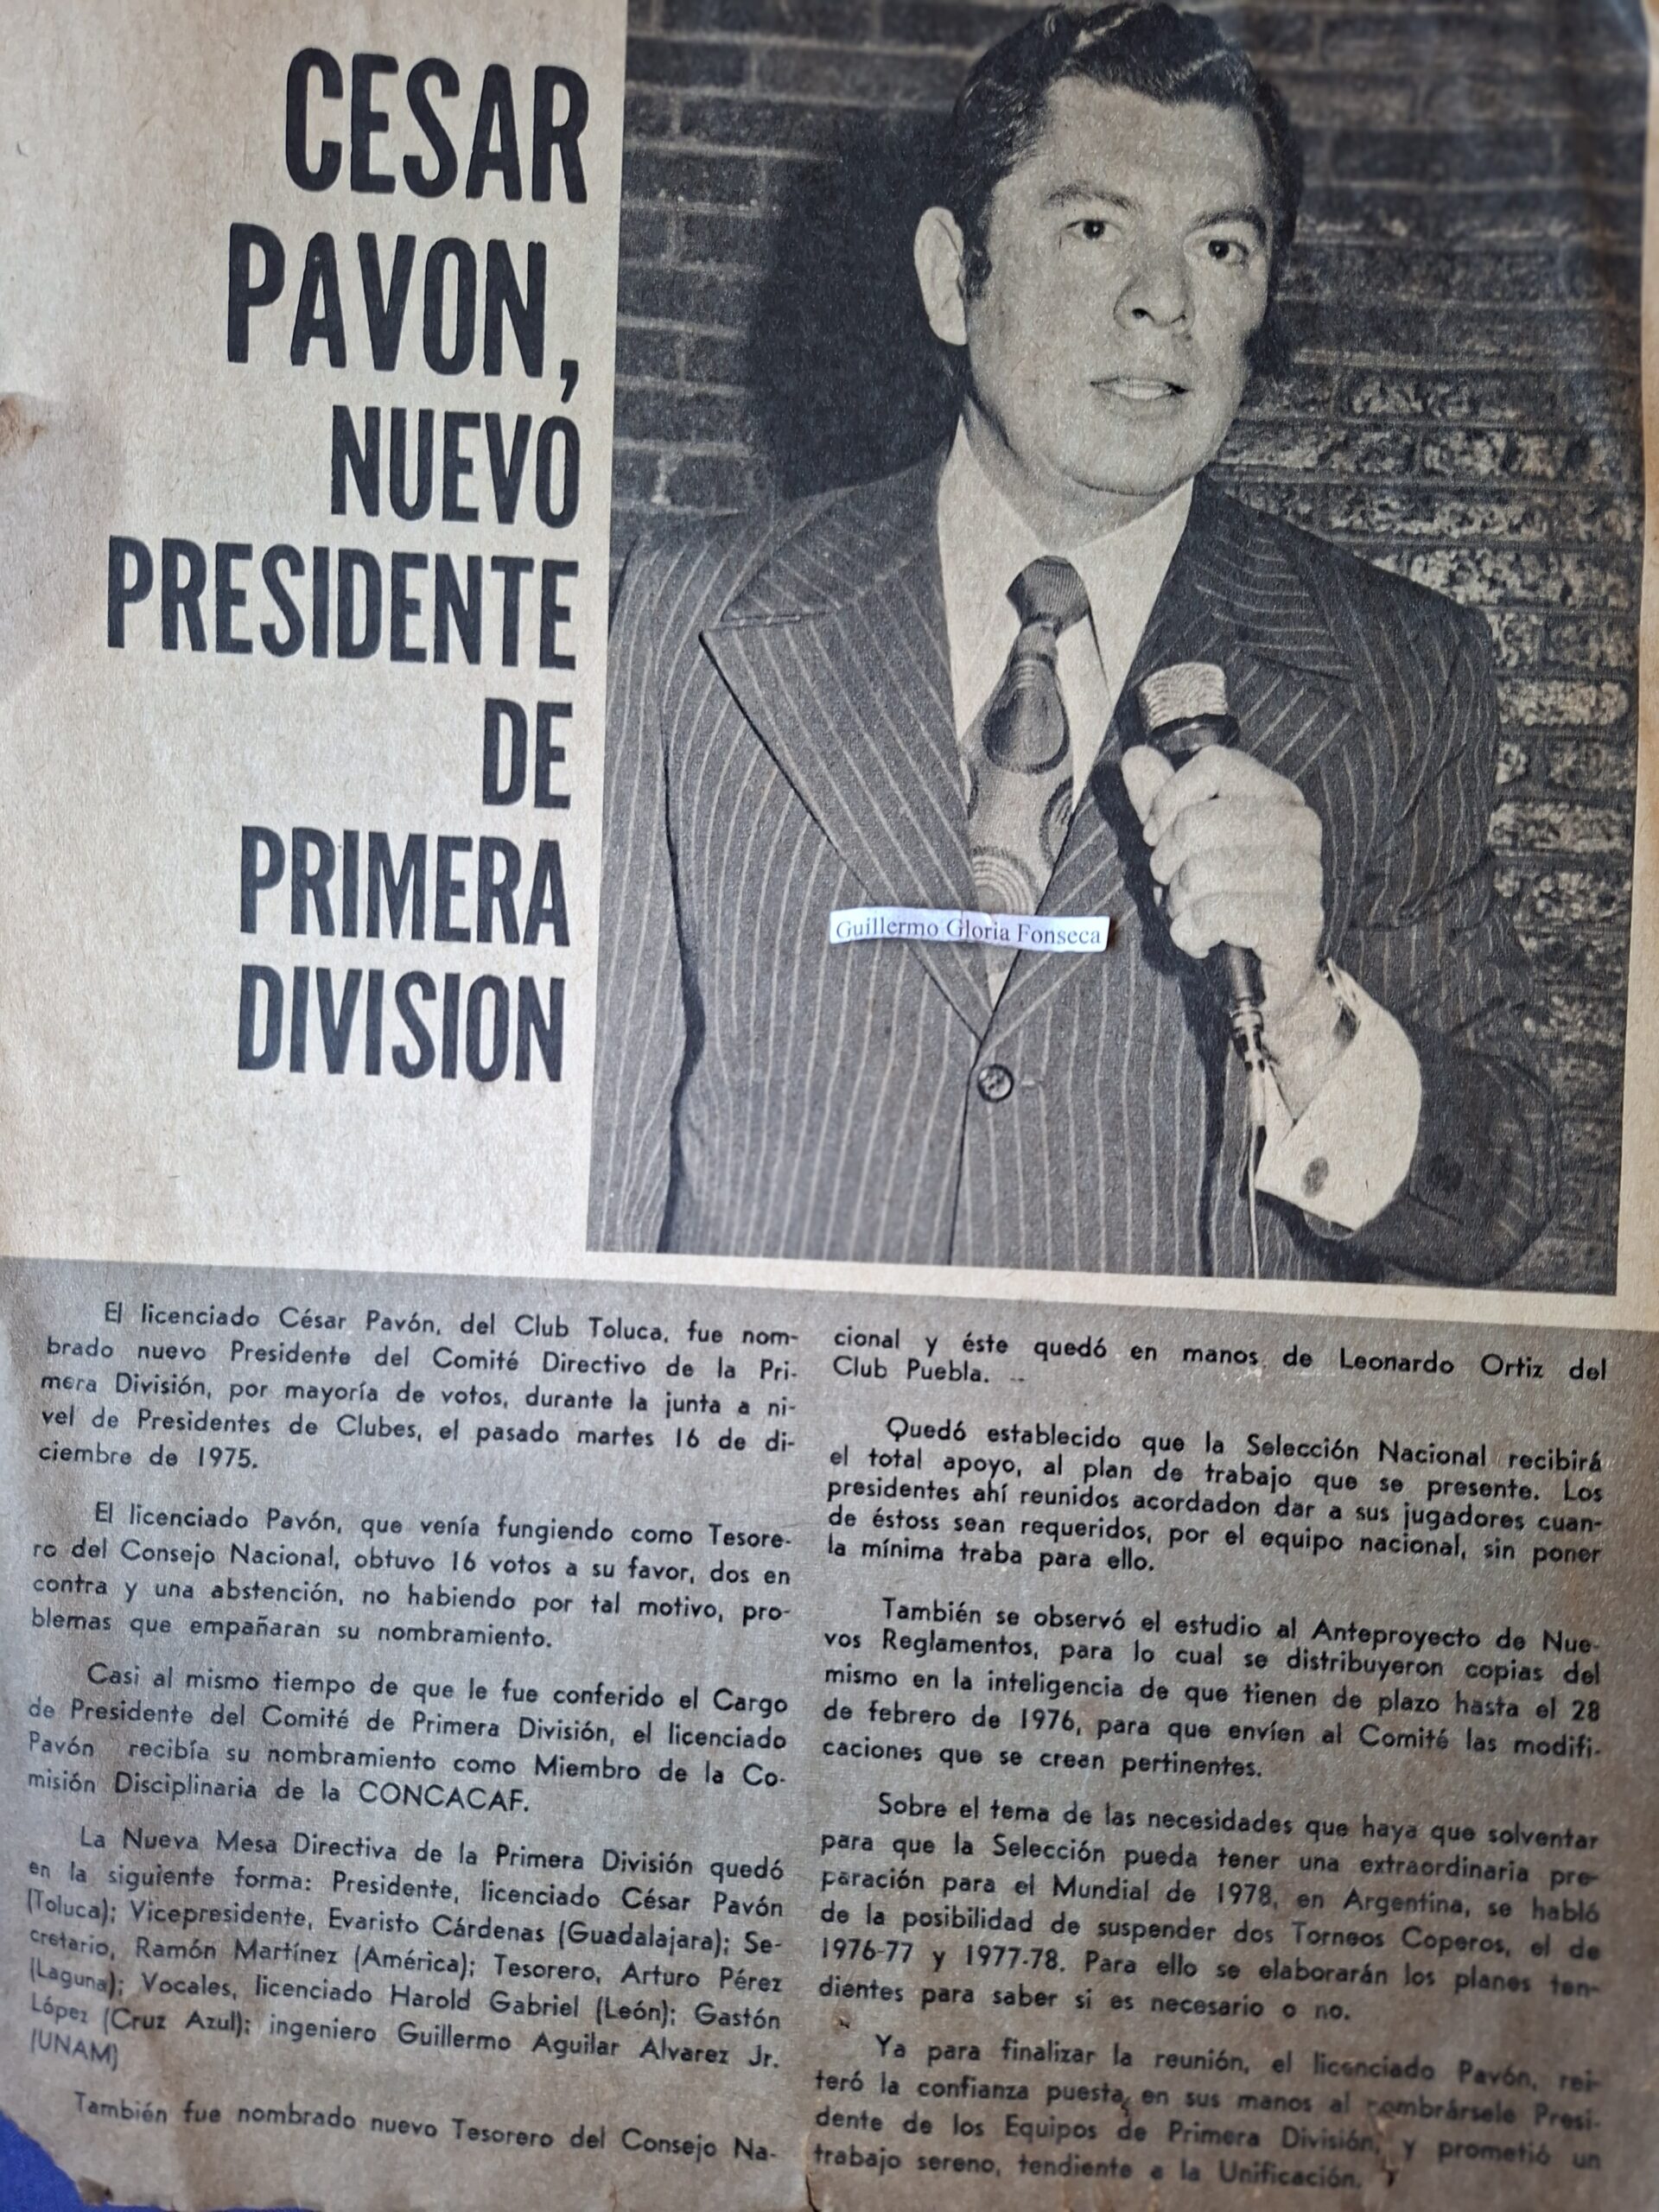 CESAR
PAVON,
NUEVO
PRESIDENTE
DE
PRIMERA
DIVISION
Guillermo Gloria Fonseca
El licenciado César Pavón, del Club Toluca, fue nom-
brado nuevo Presidente del Comité Directivo de la Pri-
mera División, por mayoría de votos, durante la junta a ni-
vel de Presidentes de Clubes, el pasado martes 16 de di-
ciembre de 1975.
El licenciado Pavón, que venía fungiendo como Tesore-
ro del Consejo Nacional, obtuvo 16 votos a su favor, dos en
contra y una abstención, no habiendo por tal motivo, pro-
blemas que empañaran su nombramiento.
Casi al mismo tiempo de que le fue conferido el Cargo
de Presidente del Comité de Primera División, el licenciado
Pavón recibía su nombramiento como Miembro de la Co-
misión Disciplinaria de la CONCACAF.
La Nueva Mesa Directiva de la Primera División quedó
en la siguiente forma: Presidente, licenciado César Pavón
(Toluca); Vicepresidente, Evaristo Cárdenas (Guadalajara); Se-
cretario, Ramón Martínez (América); Tesorero, Arturo Pérez
(Laguna); Vocales, licenciado Harold Gabriel (León); Gastón
López (Cruz Azul); ingeniero Guillermo Aguilar Alvarez Jr.
(UNAM)
También fue nombrado nuevo Tesorero del Consejo Na-
cional y éste quedó en manos de Leonardo Ortiz del
Club Puebla.
Quedó establecido que la Selección Nacional recibirá
el total apoyo, al plan de trabajo que se presente. Los
presidentes ahí reunidos acordadon dar a sus jugadores cuan-
de éstoss sean requeridos, por el equipo nacional, sin poner
la mínima traba para ello.
También se observó el estudio al Anteproyecto de Nue-
vos Reglamentos, para lo cual se distribuyeron copias del
mismo en la inteligencia de que tienen de plazo hasta el 28
de febrero de 1976, para que envíen al Comité las modifi-
caciones que se crean pertinentes.
Sobre el tema de las necesidades que haya que solventar
para que la Selección pueda tener una extraordinaria pre-
paración para el Mundial de 1978, en Argentina, se habló
de la posibilidad de suspender dos Torneos Coperos, el de
1976-77 y 1977-78. Para ello se elaborarán los planes ten-
dientes para saber si es necesario o no.
Ya para finalizar la reunión, el licenciado Pavón, rei-
teró la confianza puesta en sus manos al nombrársele Presi-
dente de los Equipos de Primera División, y prometió un
trabajo sereno, tendiente a la Unificación.